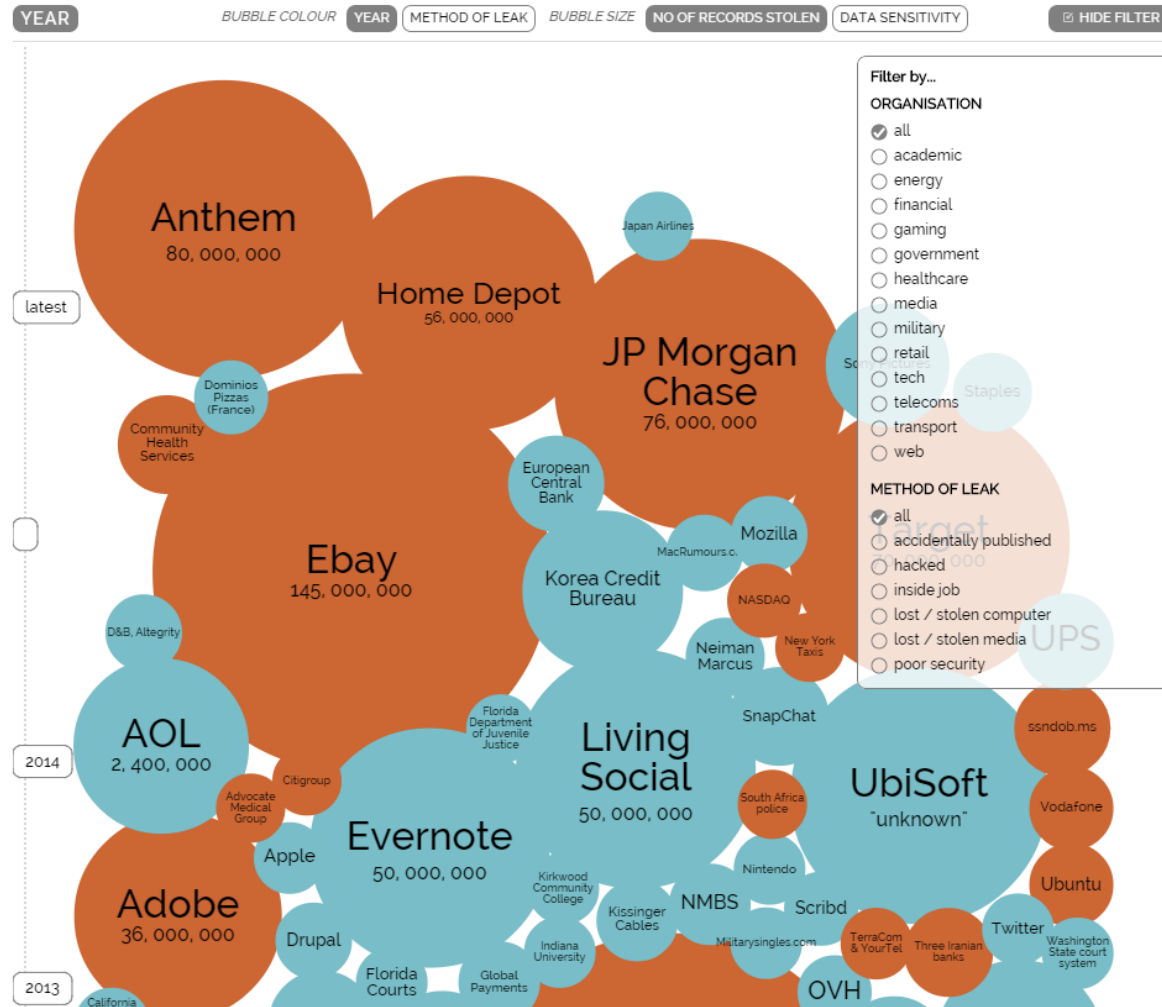 YEAR
BUBBLE COLOUR YEAR METHOD OF LEAK BUBBLE SIZE NO OF RECORDS STOLEN DATA SENSITIVITY HIDE FILTER
Filter by...
ORGANISATION
all
academic
energy
financial
gaming
government
healthcare
media
military
retail
tech
telecoms
transport
web
METHOD OF LEAK
all
accidentally published
hacked
inside job
lost / stolen computer
lost / stolen media
poor security
latest
2014
2013
Anthem
80, 000, 000
Home Depot
56, 000, 000
Japan Airlines
JP Morgan
Chase
76, 000, 000
Sony Pictures
Staples
Target
70, 000, 000
UPS
Dominios
Pizzas
(France)
Community
Health
Services
European
Central
Bank
Ebay
145, 000, 000
Korea Credit
Bureau
MacRumours.c
Mozilla
NASDAQ
New York
Taxis
Neiman
Marcus
D&B, Altegrity
AOL
2, 400, 000
Florida
Department
of Juvenile
Justice
Living
Social
50, 000, 000
SnapChat
UbiSoft
"unknown"
ssndob.ms
Vodafone
Ubuntu
Citigroup
Advocate
Medical
Group
South Africa
police
Evernote
50, 000, 000
Apple
Adobe
36, 000, 000
Nintendo
Kirkwood
Community
College
NMBS
Scribd
Kissinger
Cables
Drupal
Indiana
University
Militarysingles.com
TerraCom
& YourTel
Three Iranian
banks
Twitter
Washington
State court
system
Florida
Courts
Global
Payments
OVH
California